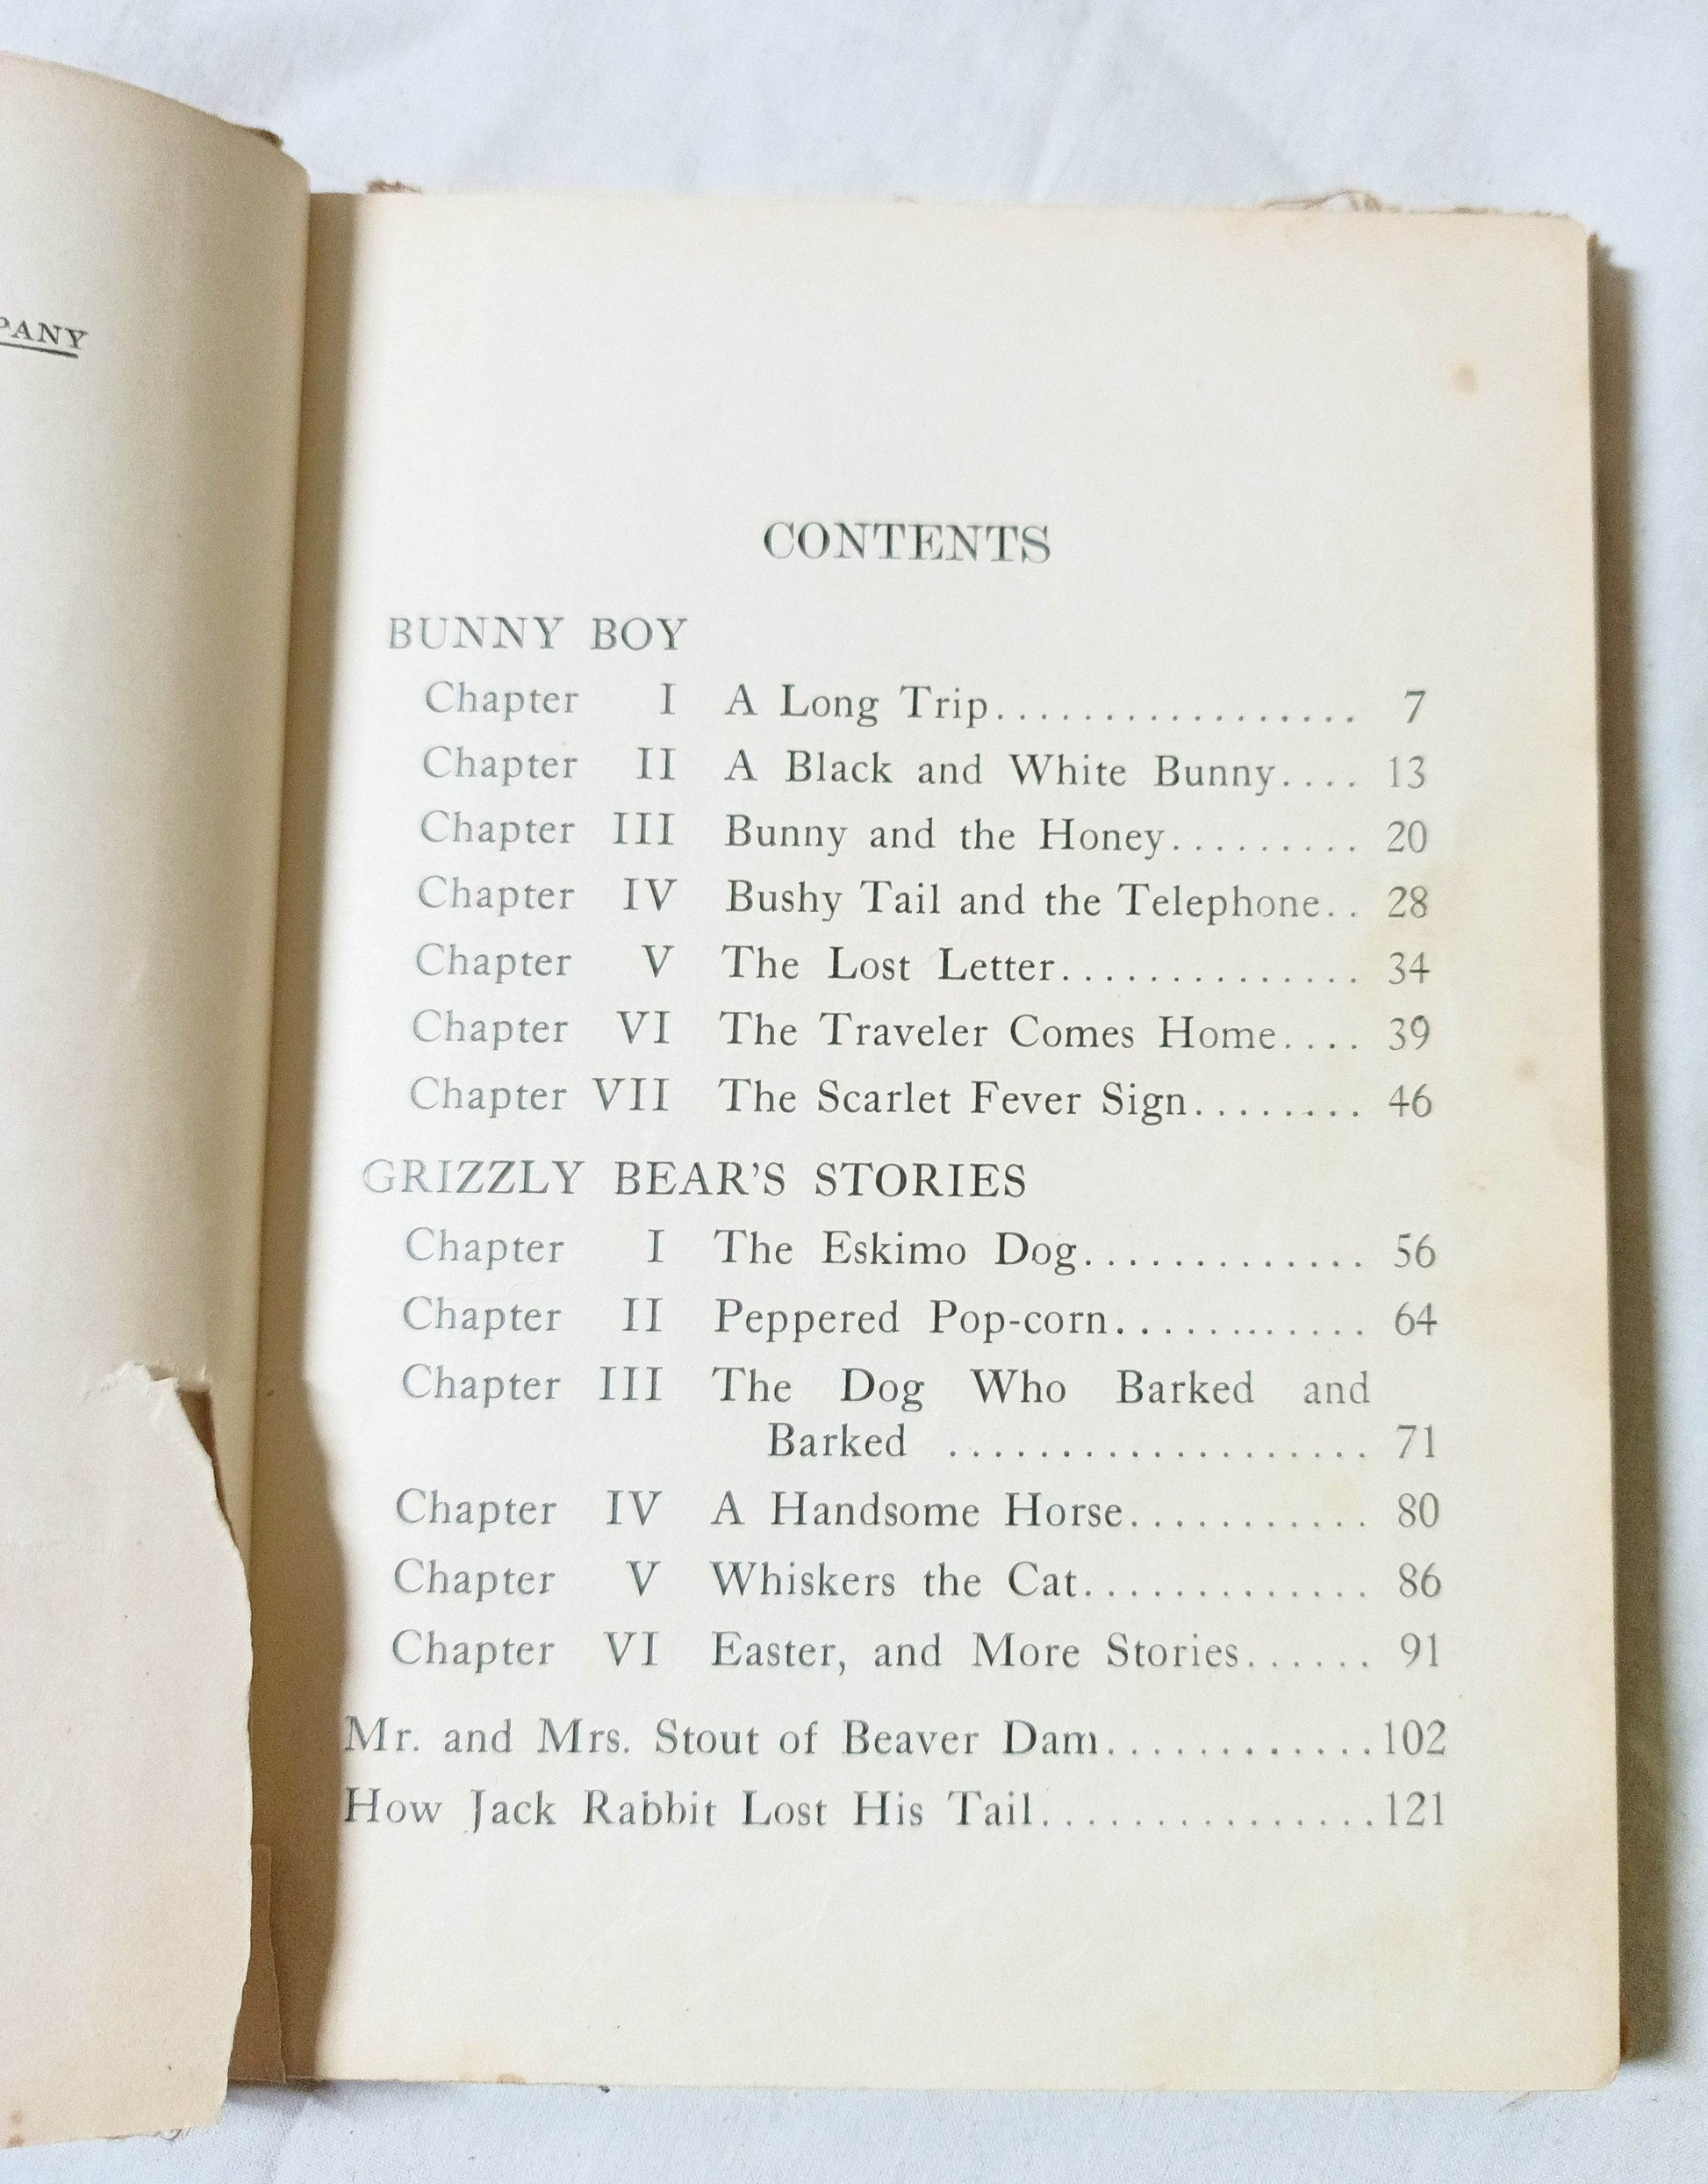 PANY
CONTENTS
BUNNY BOY
Chapter I A Long Trip................. 7
Chapter II A Black and White Bunny.... 13
Chapter III Bunny and the Honey......... 20
Chapter IV Bushy Tail and the Telephone.. 28
Chapter V The Lost Letter.............. 34
Chapter VI The Traveler Comes Home.... 39
Chapter VII The Scarlet Fever Sign........ 46
GRIZZLY BEAR'S STORIES
Chapter I The Eskimo Dog............. 56
Chapter II Peppered Pop-corn............ 64
Chapter III The Dog Who Barked and
Barked ................... 71
Chapter IV A Handsome Horse........... 80
Chapter V Whiskers the Cat............. 86
Chapter VI Easter, and More Stories...... 91
Mr. and Mrs. Stout of Beaver Dam............102
How Jack Rabbit Lost His Tail...............121